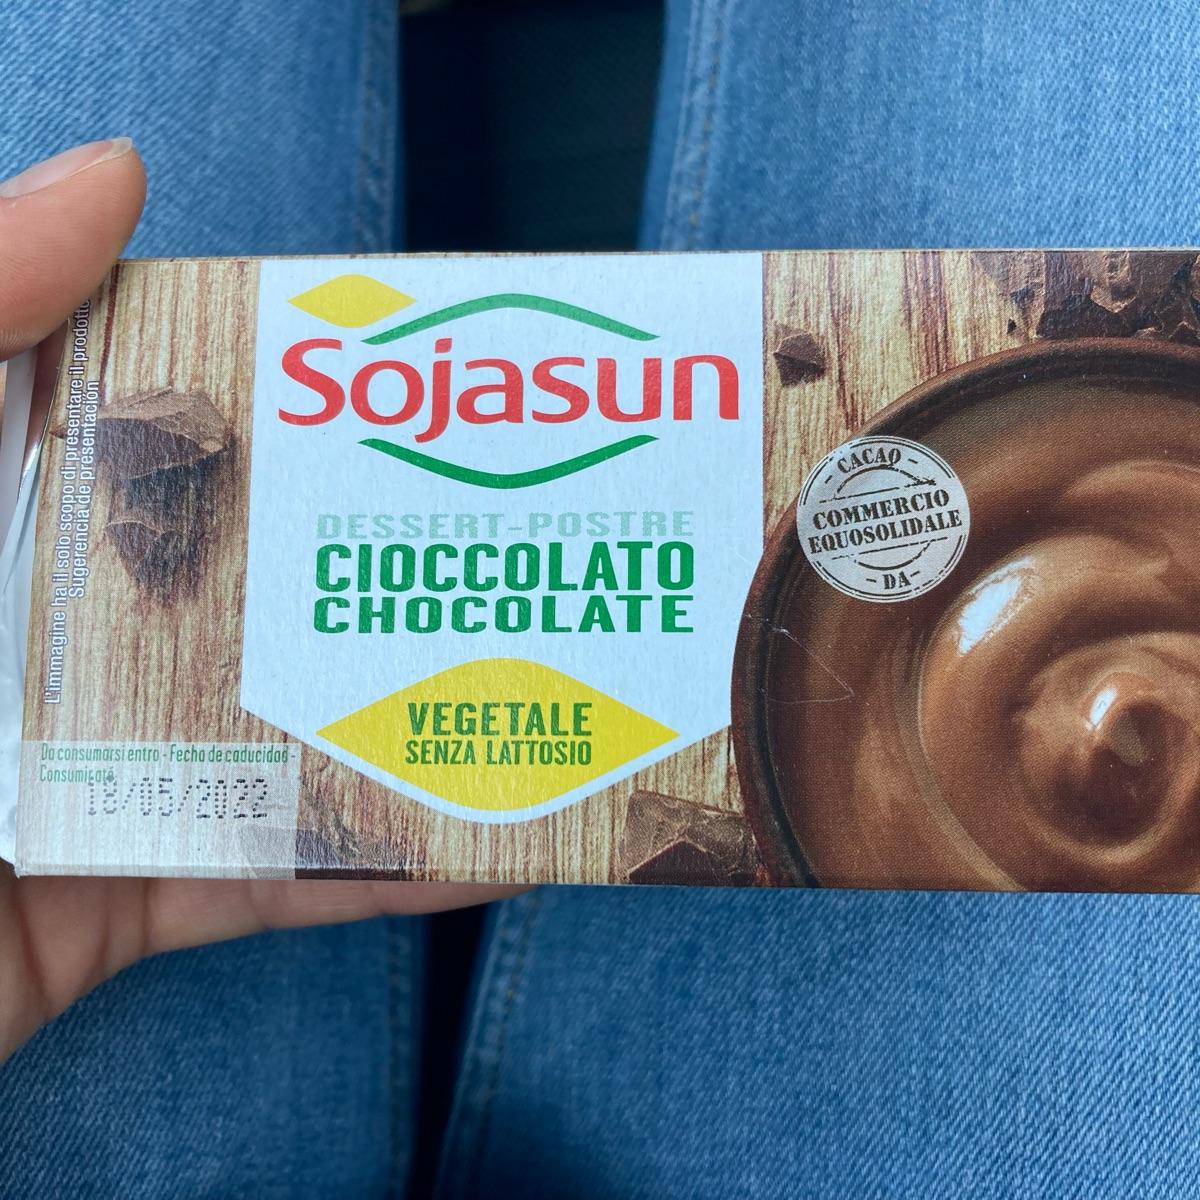 L'immagine ha il solo scopo di presentare il prodotto
Sugerencia de presentación
Sojasun
DESSERT-POSTRE
CIOCCOLATO
CHOCOLATE
VEGETALE
SENZA LATTOSIO
- CACAO -
COMMERCIO
EQUOSOLIDALE
- DA -
Da consumarsi entro - Fecha de caducidad -
18/05/2022